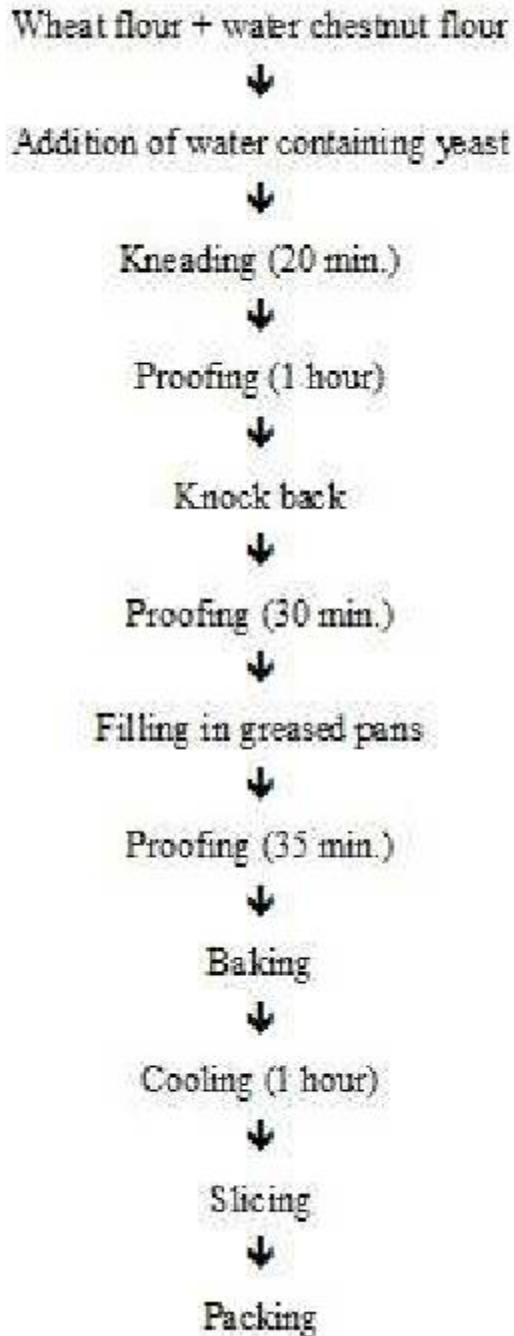 Wheat flour + water chestnut flour
↓
Addition of water containing yeast
↓
Kneading (20 min.)
↓
Proofing (1 hour)
↓
Knock back
↓
Proofing (30 min.)
↓
Filling in greased pans
↓
Proofing (35 min.)
↓
Baking
↓
Cooling (1 hour)
↓
Slicing
↓
Packing